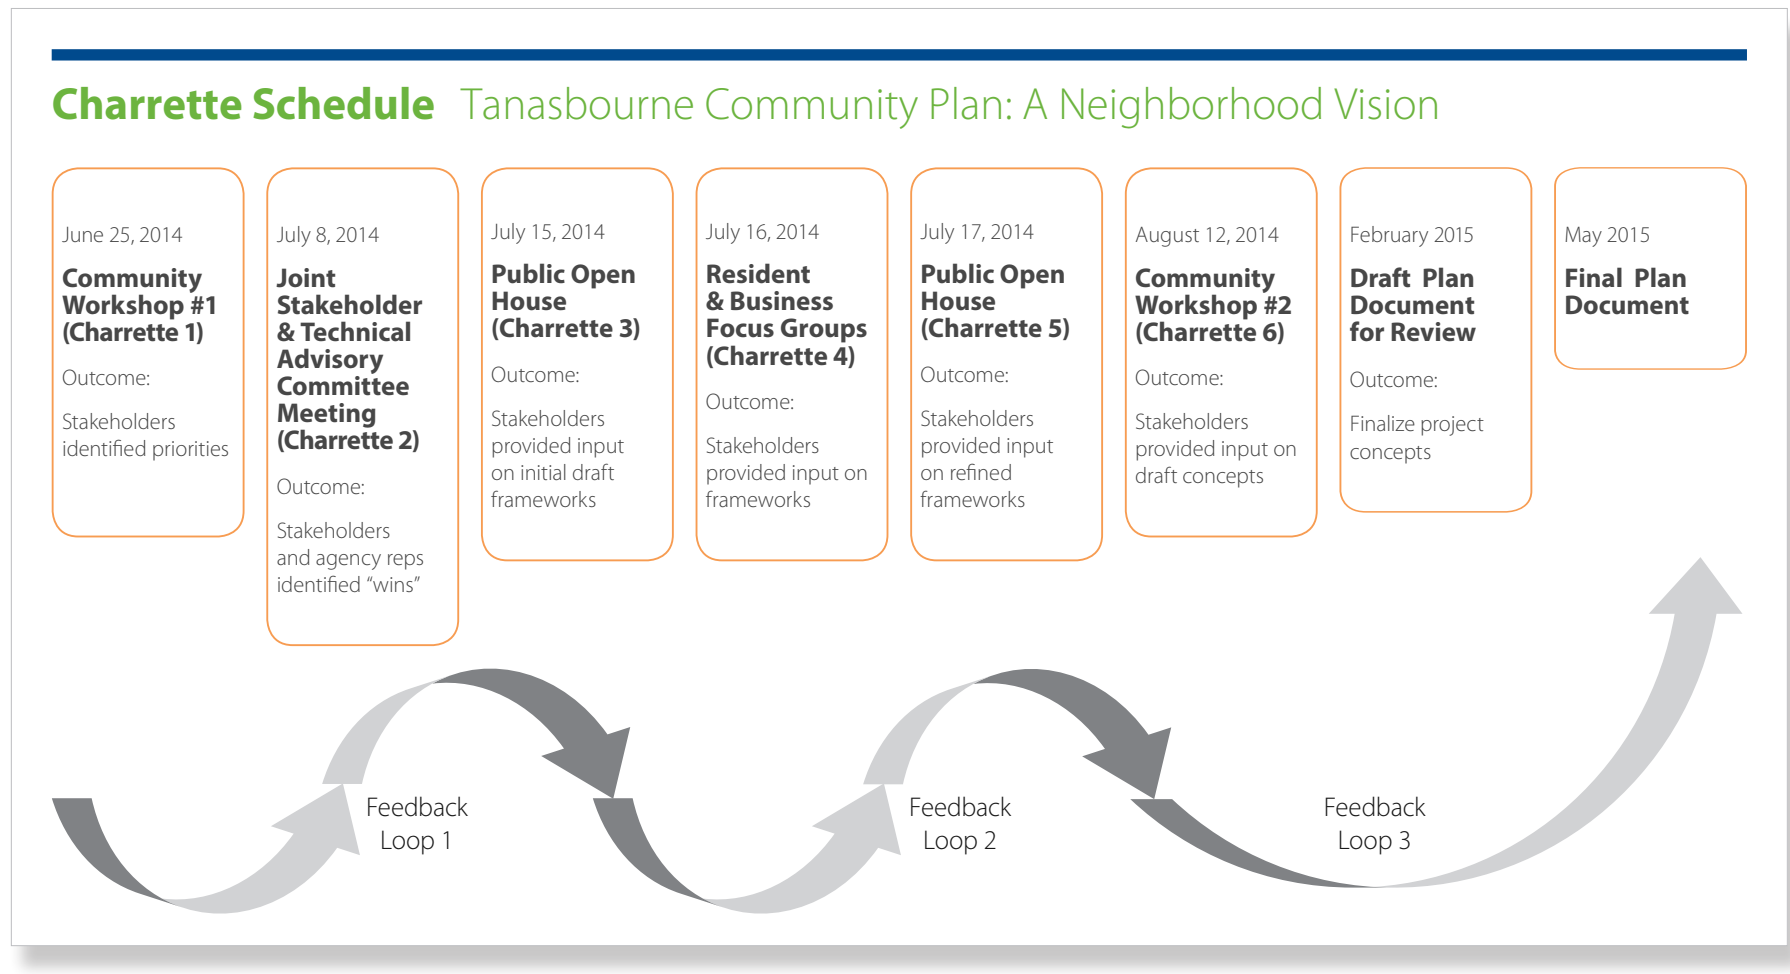 Charrette Schedule Tanasbourne Community Plan: A Neighborhood Vision
June 25, 2014
Community
Workshop #1
(Charrette 1)
Outcome:
Stakeholders
identified priorities
July 8, 2014
Joint
Stakeholder
& Technical
Advisory
Committee
Meeting
(Charrette 2)
Outcome:
Stakeholders
and agency reps
identified “wins”
July 15, 2014
Public Open
House
(Charrette 3)
Outcome:
Stakeholders
provided input
on initial draft
frameworks
July 16, 2014
Resident
& Business
Focus Groups
(Charrette 4)
Outcome:
Stakeholders
provided input on
frameworks
July 17, 2014
Public Open
House
(Charrette 5)
Outcome:
Stakeholders
provided input
on refined
frameworks
August 12, 2014
Community
Workshop #2
(Charrette 6)
Outcome:
Stakeholders
provided input on
draft concepts
February 2015
Draft Plan
Document
for Review
Outcome:
Finalize project
concepts
May 2015
Final Plan
Document
Feedback
Loop 1
Feedback
Loop 2
Feedback
Loop 3